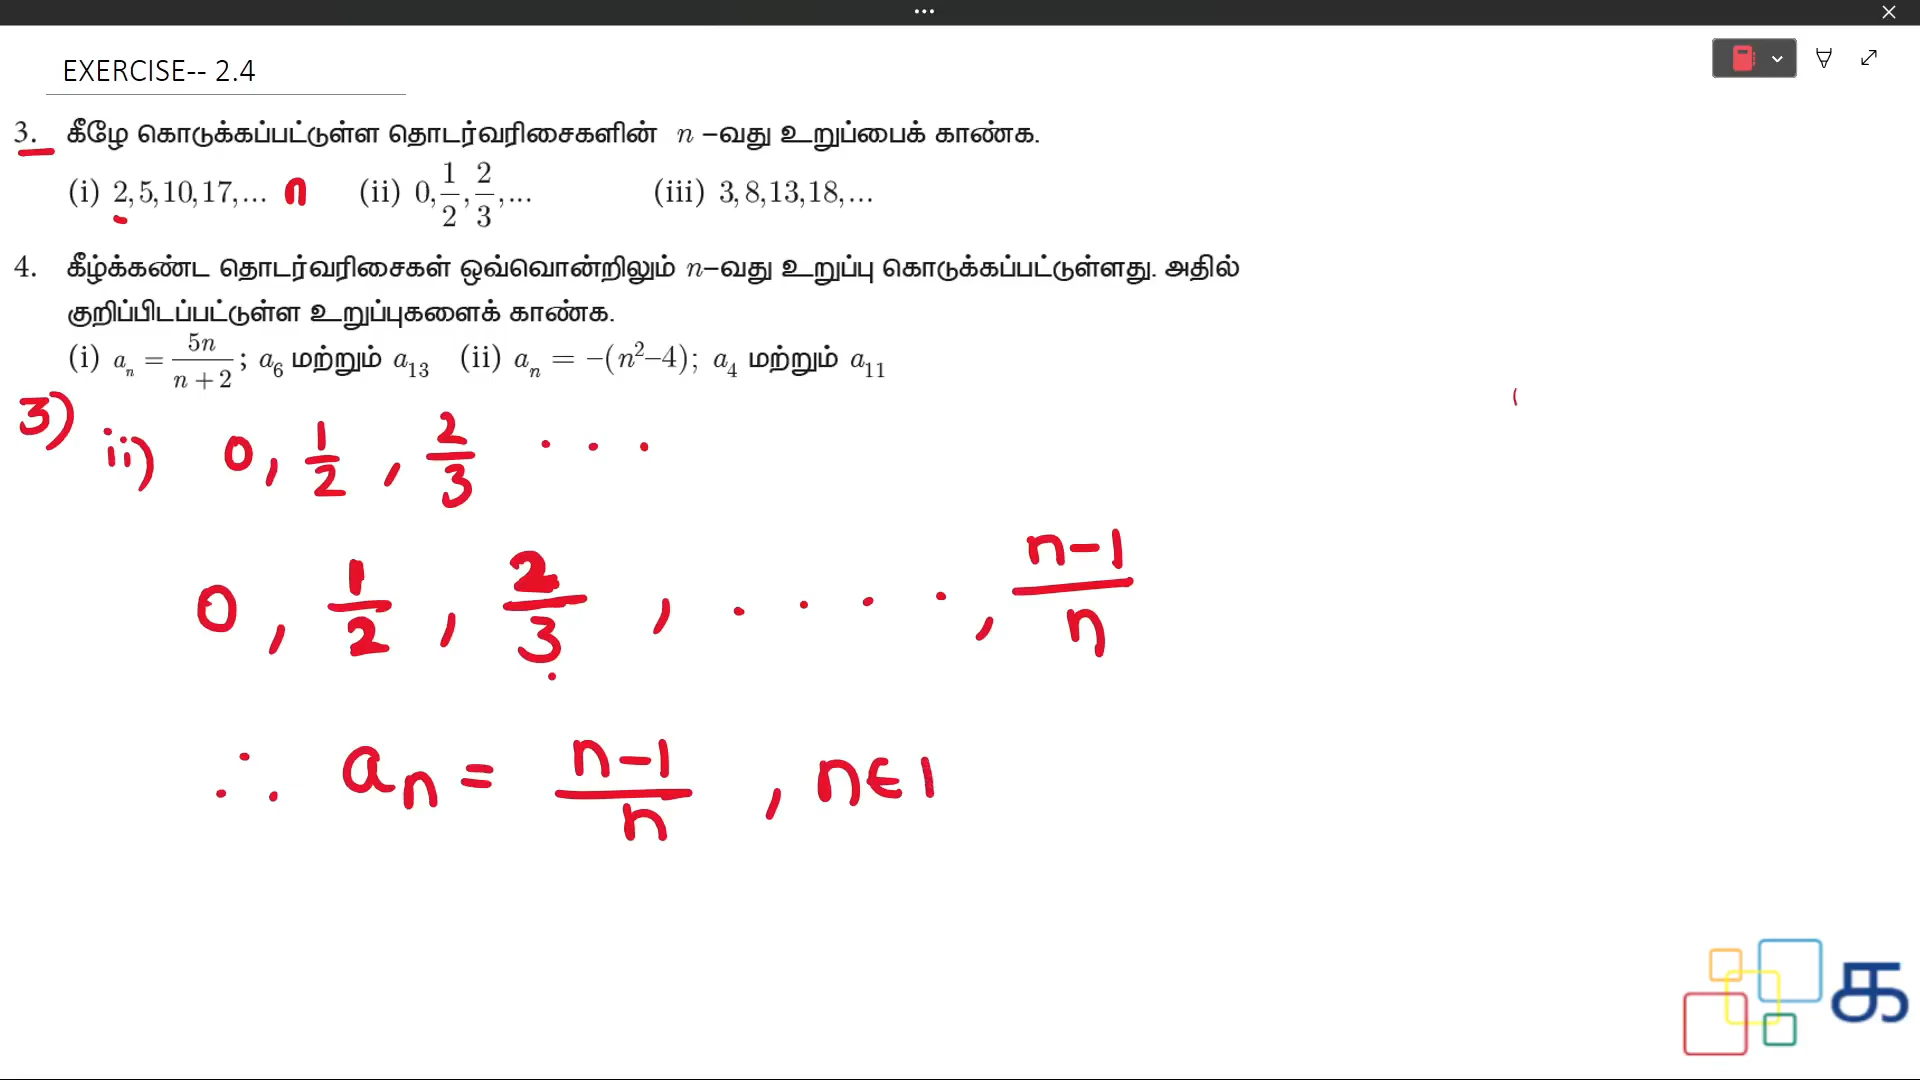 EXERCISE-- 2.4
3. கீழே கொடுக்கப்பட்டுள்ள தொடர்வரிசைகளின் n –வது உறுப்பைக் காண்க.
(i) 2, 5, 10, 17, ... n (ii) 0, 1/2, 2/3, ... (iii) 3, 8, 13, 18, ...
4. கீழ்க்கண்ட தொடர்வரிசைகள் ஒவ்வொன்றிலும் n–வது உறுப்பு கொடுக்கப்பட்டுள்ளது. அதில்
குறிப்பிடப்பட்டுள்ள உறுப்புகளைக் காண்க.
(i) aₙ = 5n/(n + 2) ; a₆ மற்றும் a₁₃ (ii) aₙ = –(n²–4); a₄ மற்றும் a₁₁
3) ii) 0, 1/2, 2/3 . . .
0, 1/2, 2/3, . . . . , (n-1)/n
∴ aₙ = (n-1)/n , n∈1
க